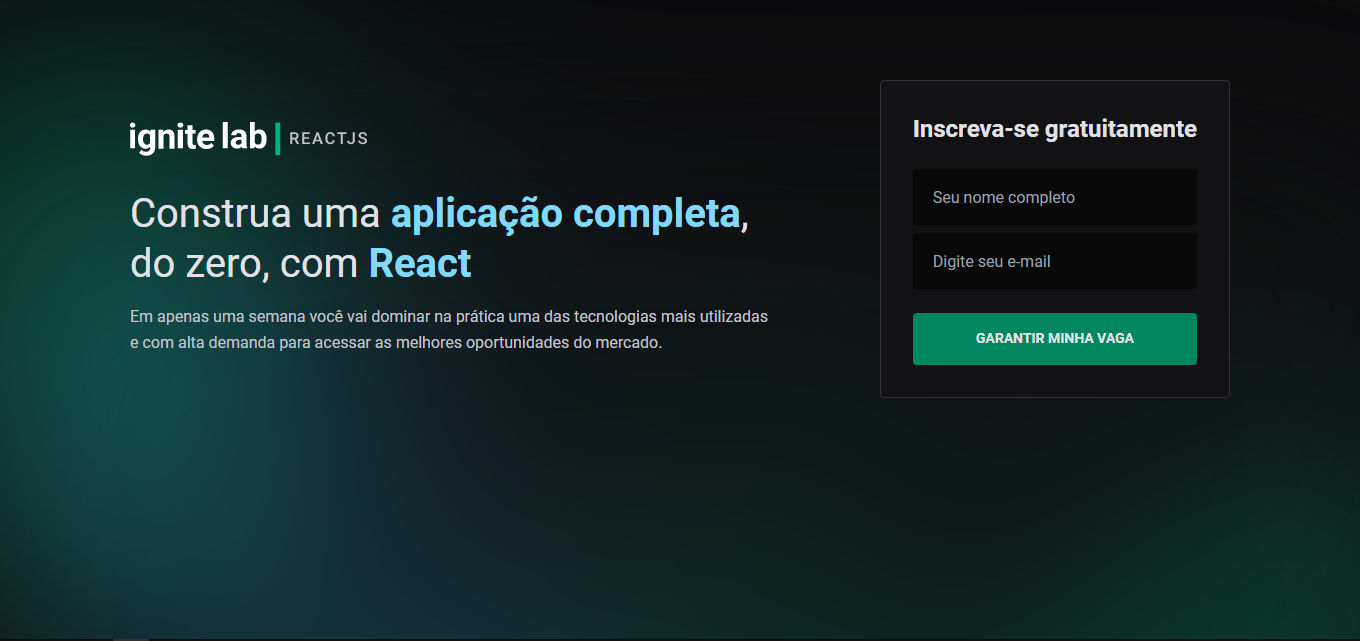 ignite lab | REACTJS
Construa uma aplicação completa,
do zero, com React
Em apenas uma semana você vai dominar na prática uma das tecnologias mais utilizadas
e com alta demanda para acessar as melhores oportunidades do mercado.
Inscreva-se gratuitamente
Seu nome completo
Digite seu e-mail
GARANTIR MINHA VAGA